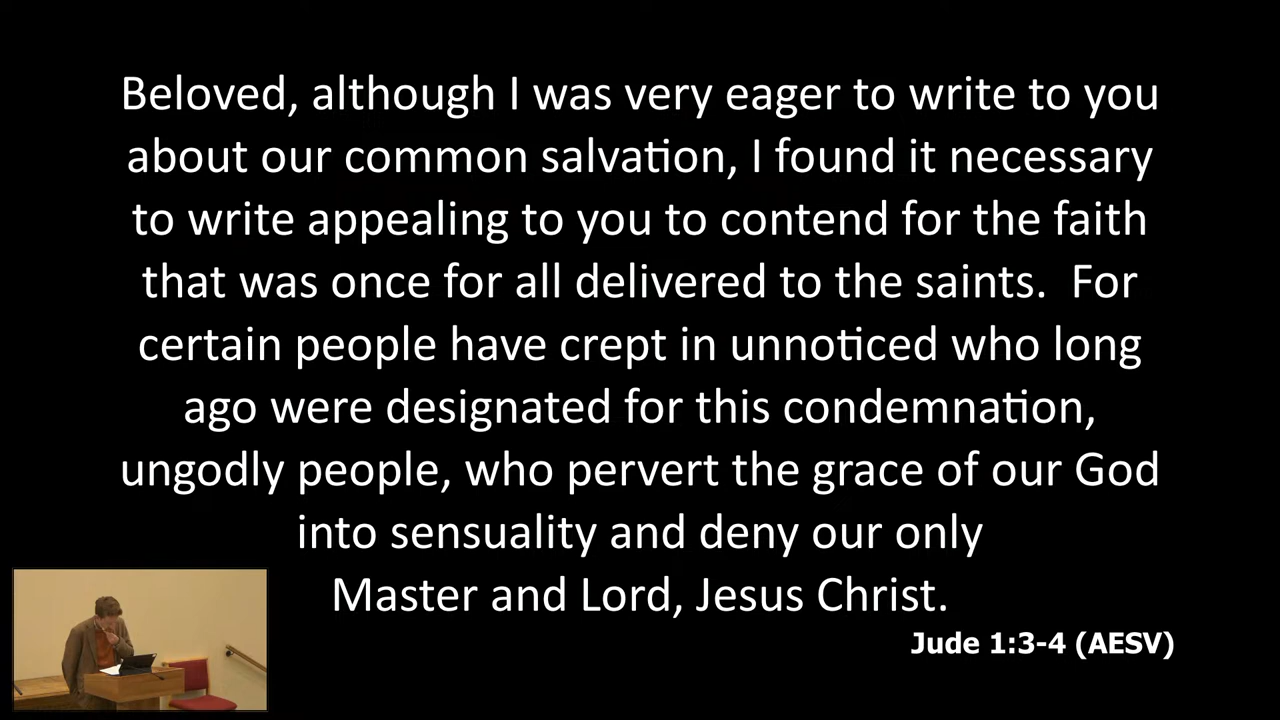 Beloved, although I was very eager to write to you
about our common salvation, I found it necessary
to write appealing to you to contend for the faith
that was once for all delivered to the saints.  For
certain people have crept in unnoticed who long
ago were designated for this condemnation,
ungodly people, who pervert the grace of our God
into sensuality and deny our only
Master and Lord, Jesus Christ.
Jude 1:3-4 (AESV)